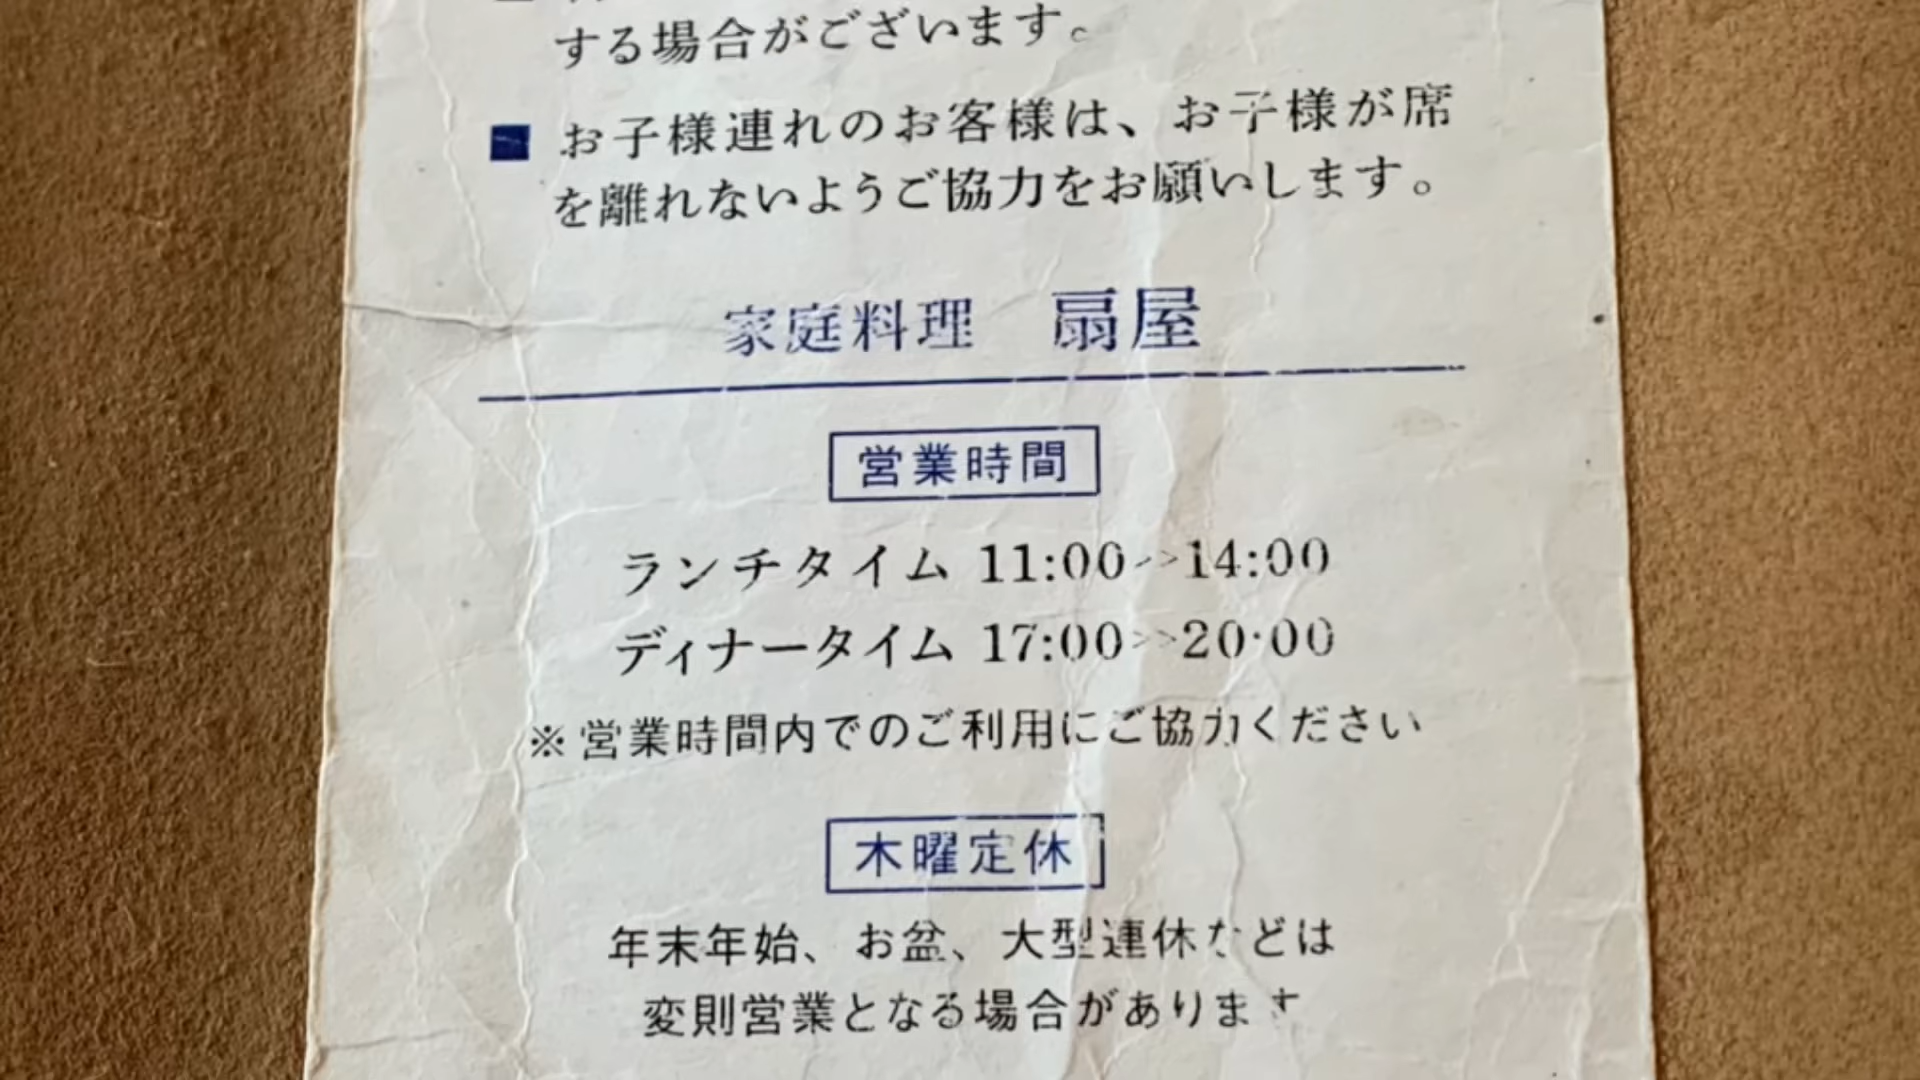 する場合がございます。
■ お子様連れのお客様は、お子様が席
を離れないようご協力をお願いします。
家庭料理 扇屋
営業時間
ランチタイム 11:00>>14:00
ディナータイム 17:00>>20:00
※営業時間内でのご利用にご協力ください
木曜定休
年末年始、お盆、大型連休などは
変則営業となる場合があります